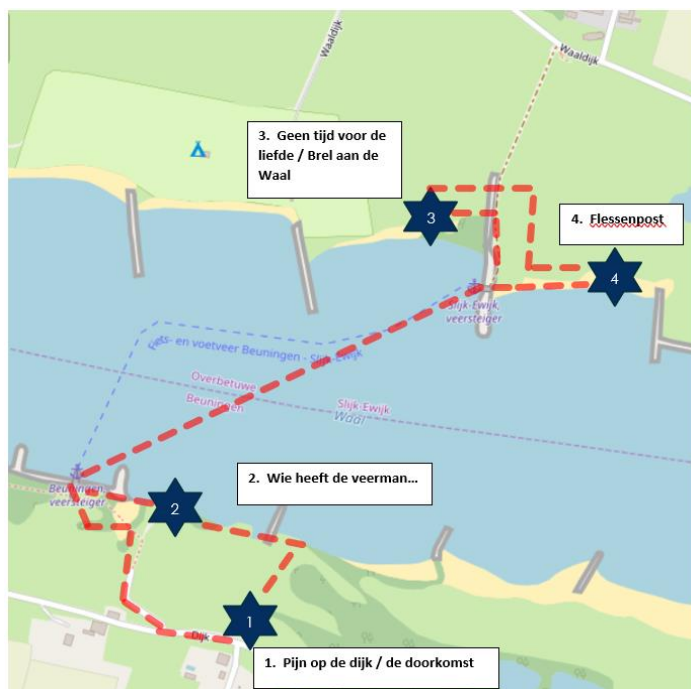 Waaldijk
Waaldijk
3. Geen tijd voor de
liefde / Brel aan de
Waal
3
4. Flessenpost
4
Slijk-Ewijk,
veersteiger
Fiets- en voetveer Beuningen - Slijk-Ewijk
Overbetuwe
Beuningen
Slijk-Ewijk
Waal
Beuningen,
veersteiger
2. Wie heeft de veerman...
2
1
Dijk
1. Pijn op de dijk / de doorkomst